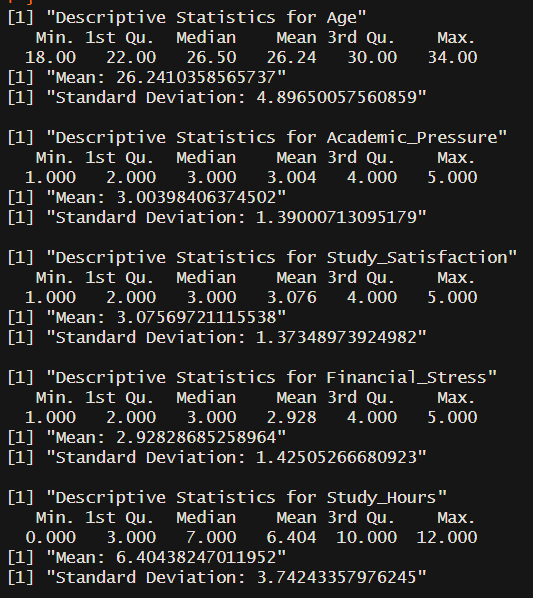 [1] "Descriptive Statistics for Age"
Min. 1st Qu. Median Mean 3rd Qu. Max.
18.00 22.00 26.50 26.24 30.00 34.00
[1] "Mean: 26.2410358565737"
[1] "Standard Deviation: 4.89650057560859"
[1] "Descriptive Statistics for Academic_Pressure"
Min. 1st Qu. Median Mean 3rd Qu. Max.
1.000 2.000 3.000 3.004 4.000 5.000
[1] "Mean: 3.00398406374502"
[1] "Standard Deviation: 1.39000713095179"
[1] "Descriptive Statistics for Study_Satisfaction"
Min. 1st Qu. Median Mean 3rd Qu. Max.
1.000 2.000 3.000 3.076 4.000 5.000
[1] "Mean: 3.07569721115538"
[1] "Standard Deviation: 1.37348973924982"
[1] "Descriptive Statistics for Financial_Stress"
Min. 1st Qu. Median Mean 3rd Qu. Max.
1.000 2.000 3.000 2.928 4.000 5.000
[1] "Mean: 2.92828685258964"
[1] "Standard Deviation: 1.42505266680923"
[1] "Descriptive Statistics for Study_Hours"
Min. 1st Qu. Median Mean 3rd Qu. Max.
0.000 3.000 7.000 6.404 10.000 12.000
[1] "Mean: 6.40438247011952"
[1] "Standard Deviation: 3.74243357976245"